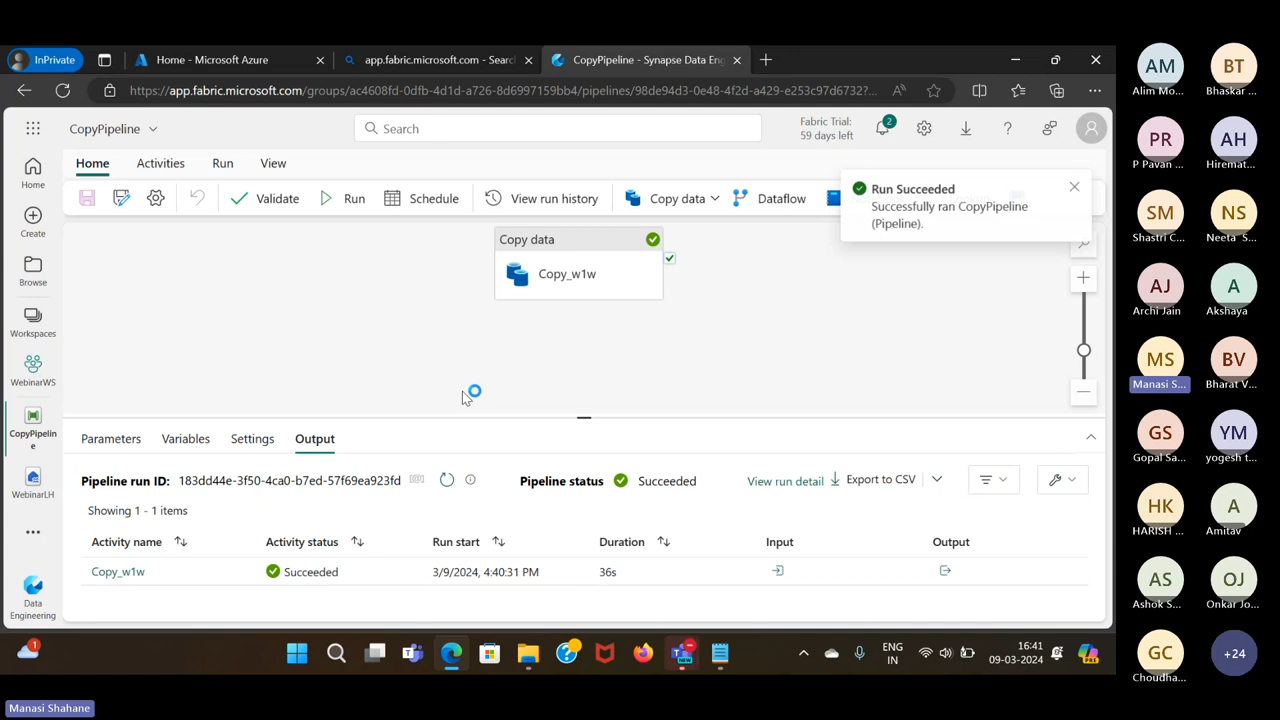 InPrivate
Home - Microsoft Azure
app.fabric.microsoft.com - Searc
CopyPipeline - Synapse Data Eng
https://app.fabric.microsoft.com/groups/ac4608fd-0dfb-4d1d-a726-8d6997159bb4/pipelines/98de94d3-0e48-4f2d-a429-e253c97d6732?...
CopyPipeline
Search
Fabric Trial:
59 days left
2
Home
Activities
Run
View
Validate
Run
Schedule
View run history
Copy data
Dataflow
Run Succeeded
Successfully ran CopyPipeline
(Pipeline).
Home
Create
Browse
Workspaces
WebinarWS
CopyPipelin
e
WebinarLH
Data
Engineering
Copy data
Copy_w1w
Parameters
Variables
Settings
Output
Pipeline run ID: 183dd44e-3f50-4ca0-b7ed-57f69ea923fd
Pipeline status Succeeded
View run detail
Export to CSV
Showing 1 - 1 items
Activity name
Activity status
Run start
Duration
Input
Output
Copy_w1w
Succeeded
3/9/2024, 4:40:31 PM
36s
1
NEW
ENG
IN
16:41
09-03-2024
PRE
AM
Alim Mo...
BT
Bhaskar ...
PR
P Pavan ...
AH
Hiremat...
SM
Shastri C...
NS
Neeta S...
AJ
Archi Jain
A
Akshaya
MS
Manasi S...
BV
Bharat V...
GS
Gopal Sa...
YM
yogesh t...
HK
HARISH ...
A
Amitav
AS
Ashok S...
OJ
Onkar Jo...
GC
Choudha...
+24
Manasi Shahane